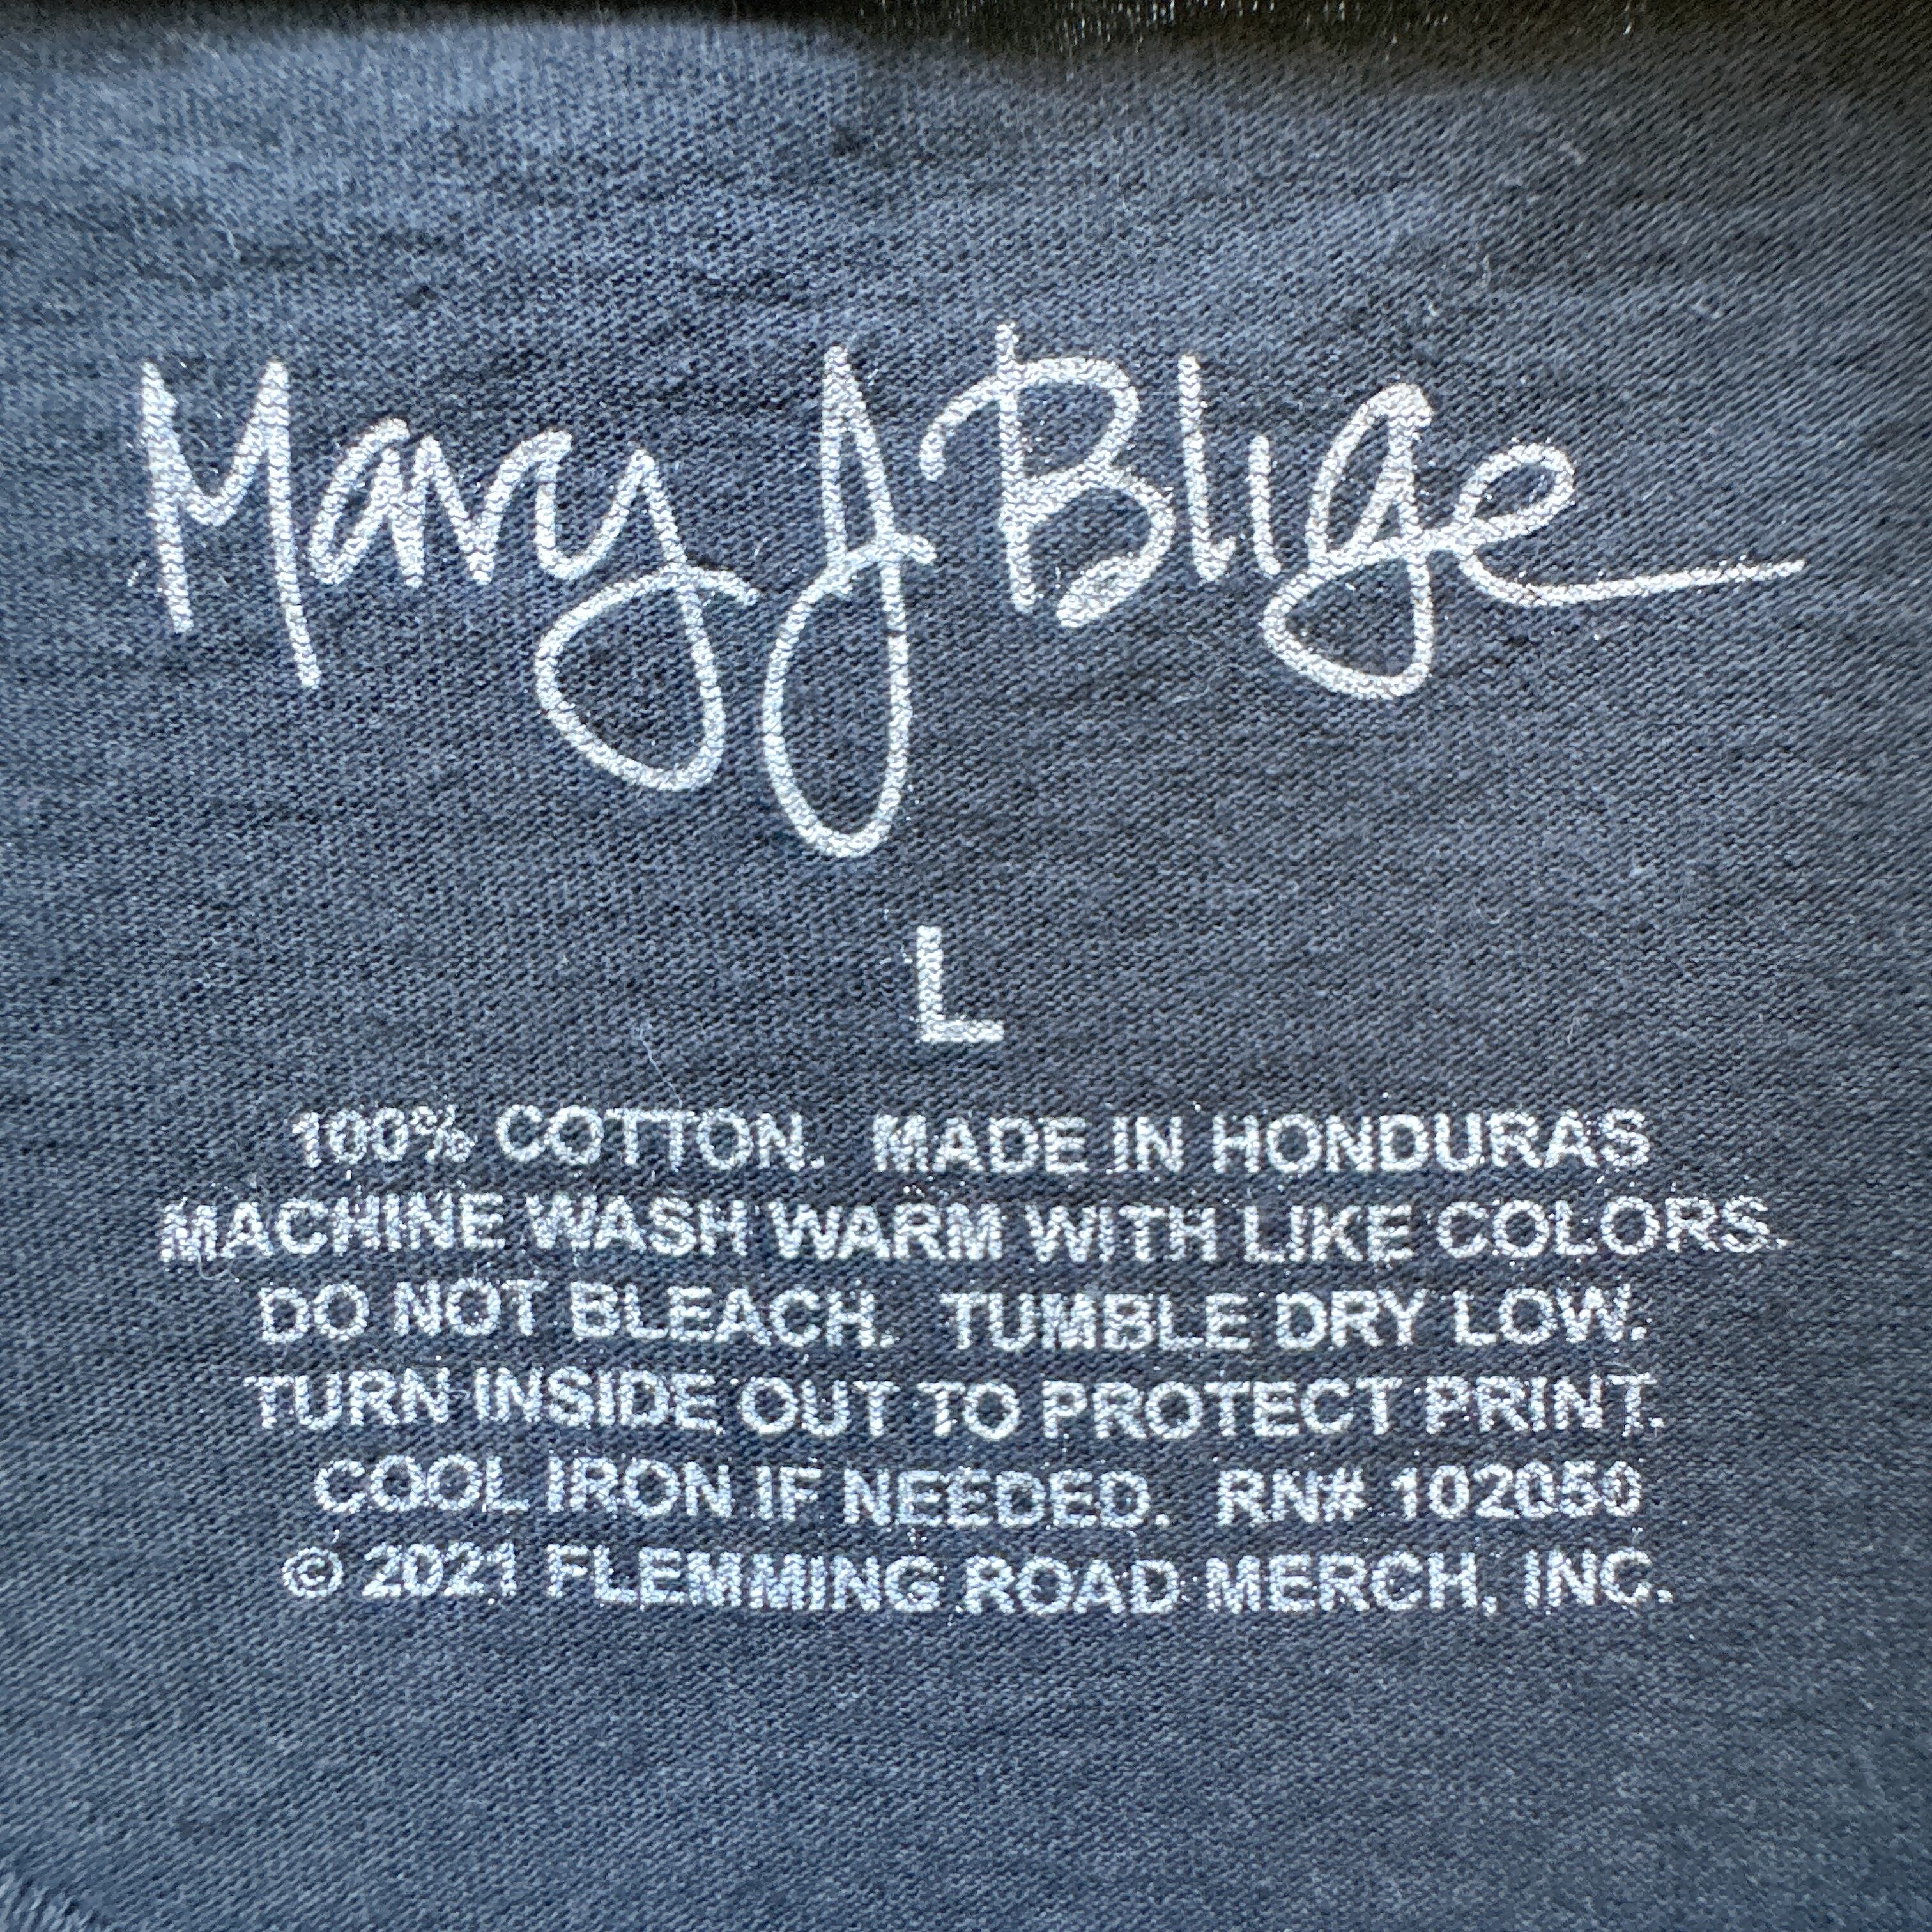 Mary J Blige
L
100% COTTON. MADE IN HONDURAS
MACHINE WASH WARM WITH LIKE COLORS.
DO NOT BLEACH. TUMBLE DRY LOW.
TURN INSIDE OUT TO PROTECT PRINT.
COOL IRON IF NEEDED. RN# 102050
© 2021 FLEMMING ROAD MERCH, INC.